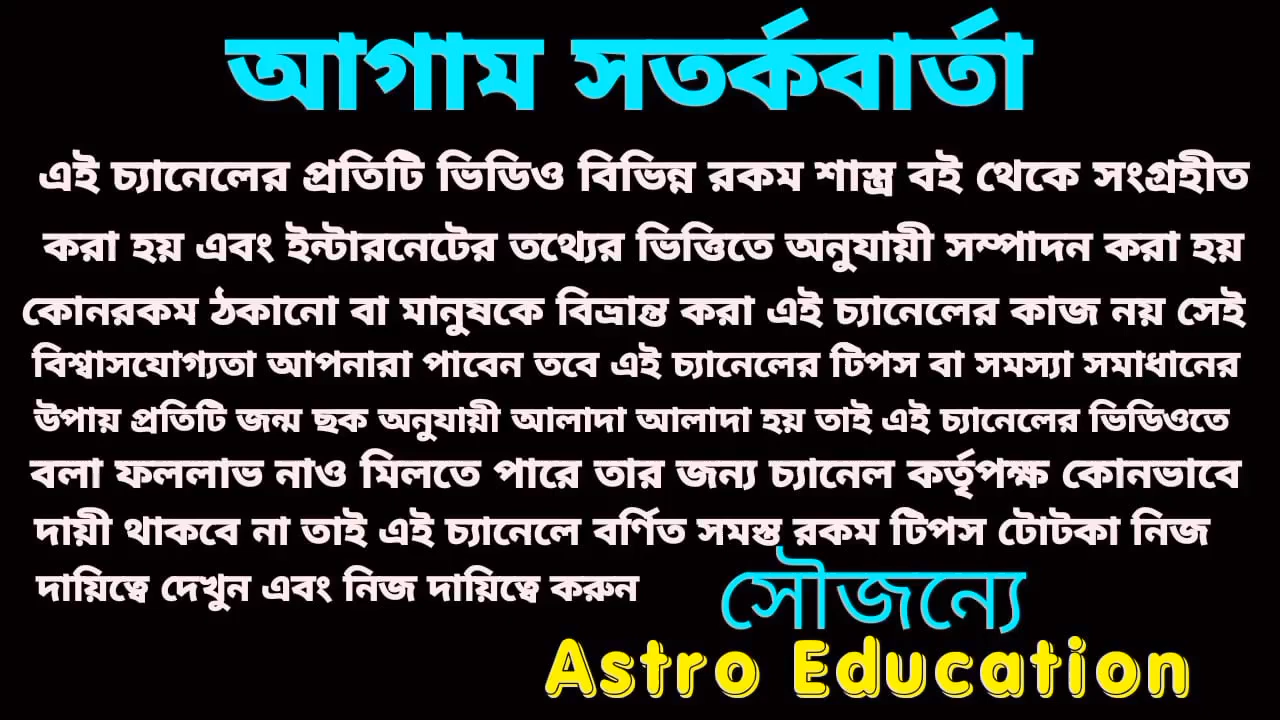 আগাম সতর্কবার্তা
এই চ্যানেলের প্রতিটি ভিডিও বিভিন্ন রকম শাস্ত্র বই থেকে সংগ্রহীত
করা হয় এবং ইন্টারনেটের তথ্যের ভিত্তিতে অনুযায়ী সম্পাদন করা হয়
কোনরকম ঠকানো বা মানুষকে বিভ্রান্ত করা এই চ্যানেলের কাজ নয় সেই
বিশ্বাসযোগ্যতা আপনারা পাবেন তবে এই চ্যানেলের টিপস বা সমস্যা সমাধানের
উপায় প্রতিটি জন্ম ছক অনুযায়ী আলাদা আলাদা হয় তাই এই চ্যানেলের ভিডিওতে
বলা ফললাভ নাও মিলতে পারে তার জন্য চ্যানেল কর্তৃপক্ষ কোনভাবে
দায়ী থাকবে না তাই এই চ্যানেলে বর্ণিত সমস্ত রকম টিপস টোটকা নিজ
দায়িত্বে দেখুন এবং নিজ দায়িত্বে করুন
সৌজন্যে
Astro Education